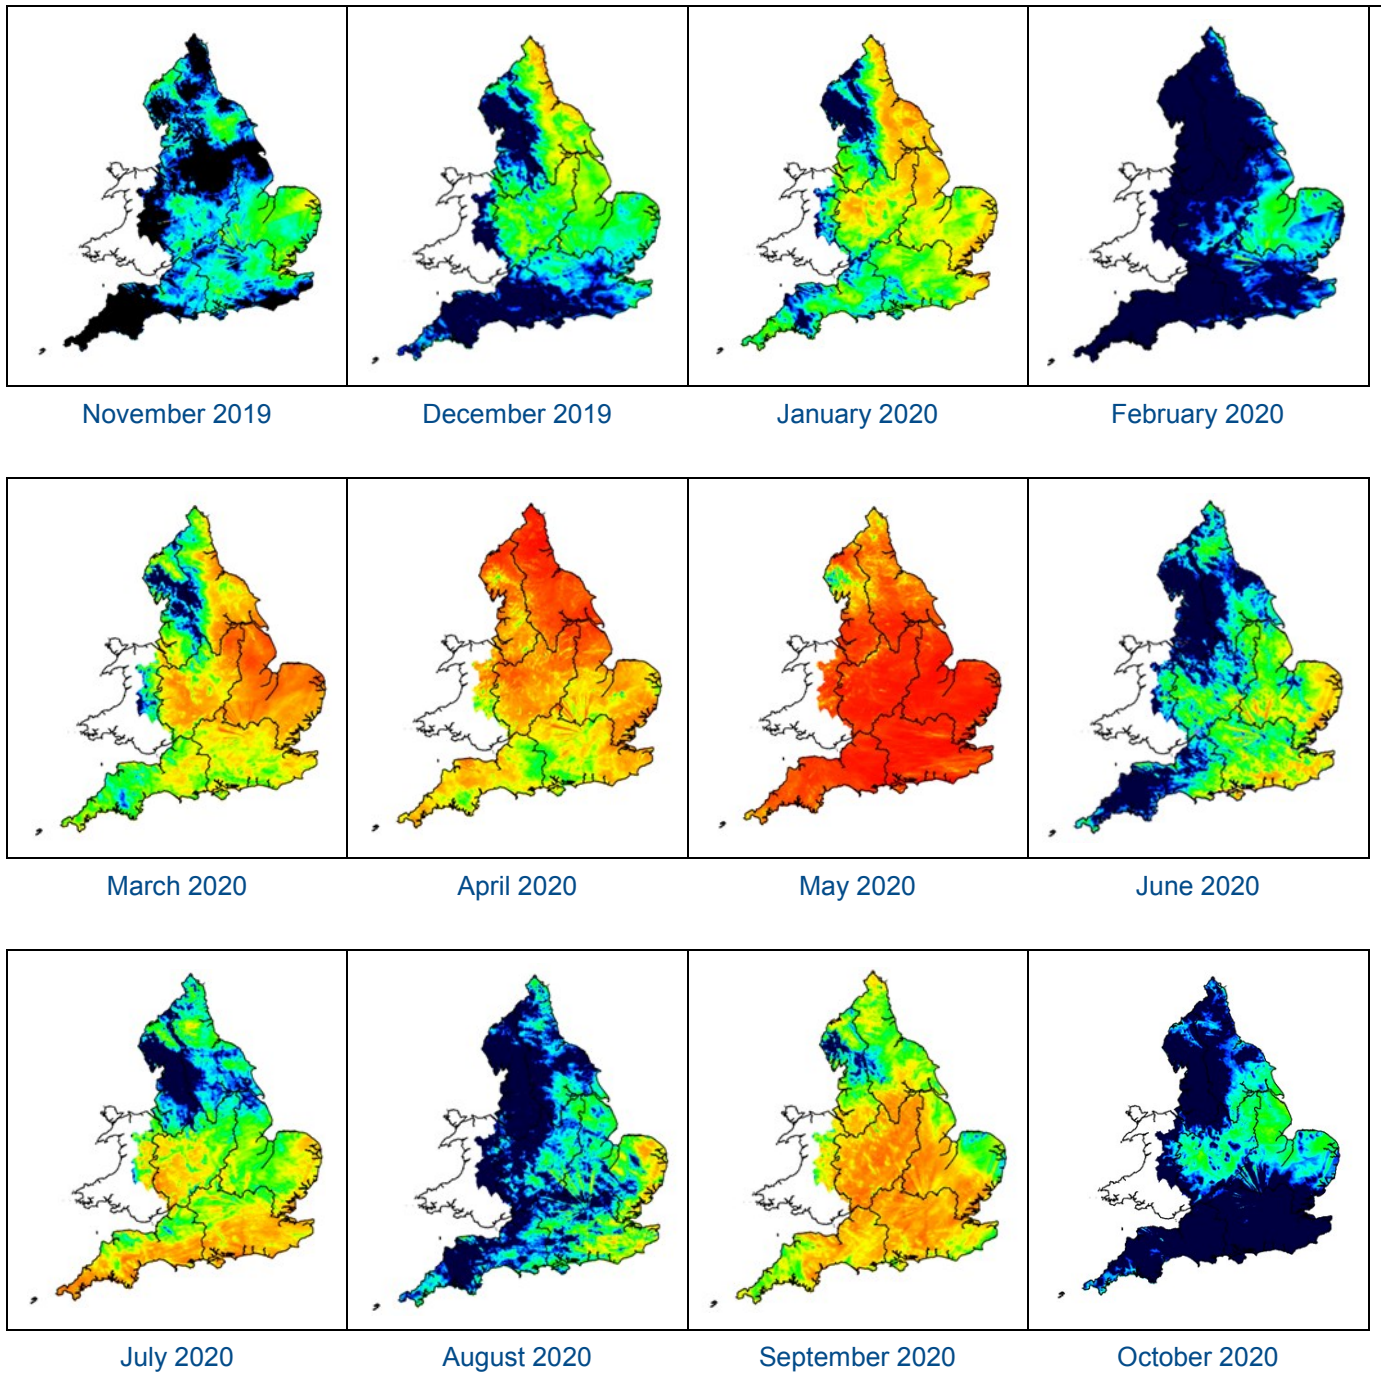 November 2019
December 2019
January 2020
February 2020
March 2020
April 2020
May 2020
June 2020
July 2020
August 2020
September 2020
October 2020